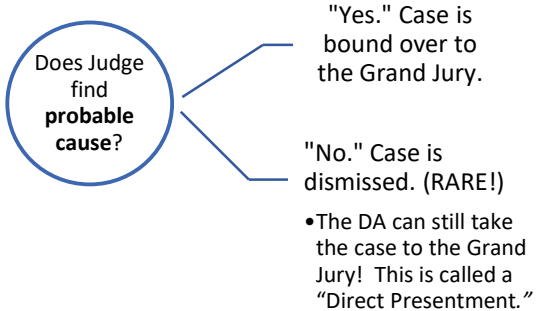 Does Judge
find
probable
cause?
"Yes." Case is
bound over to
the Grand Jury.
"No." Case is
dismissed. (RARE!)
•The DA can still take
the case to the Grand
Jury!  This is called a
“Direct Presentment.”